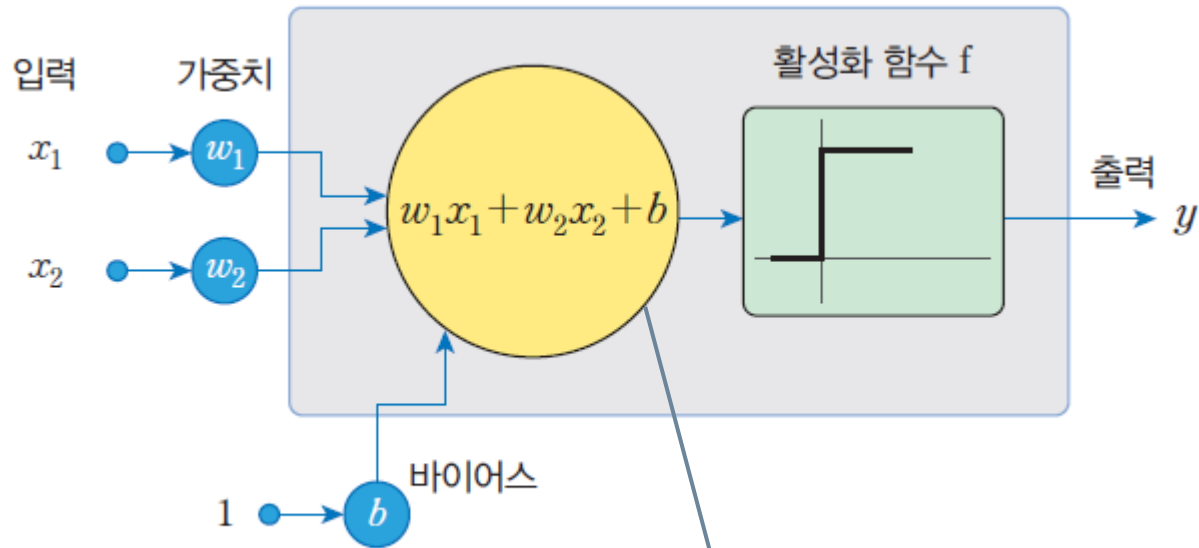 활성화 함수 f
입력
가중치
x₁
w₁
출력
w₁x₁+w₂x₂+b
y
x₂
w₂
바이어스
1
b